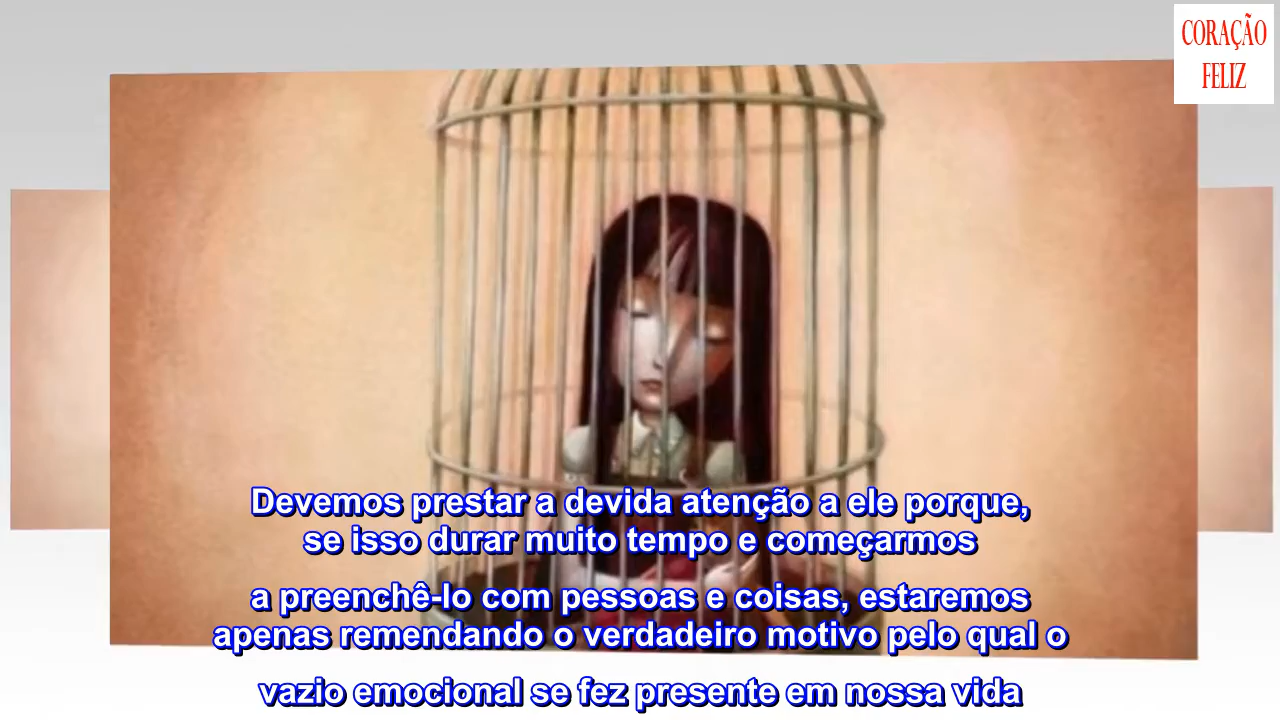 CORAÇÃO
FELIZ
Devemos prestar a devida atenção a ele porque,
se isso durar muito tempo e começarmos
a preenchê-lo com pessoas e coisas, estaremos
apenas remendando o verdadeiro motivo pelo qual o
vazio emocional se fez presente em nossa vida